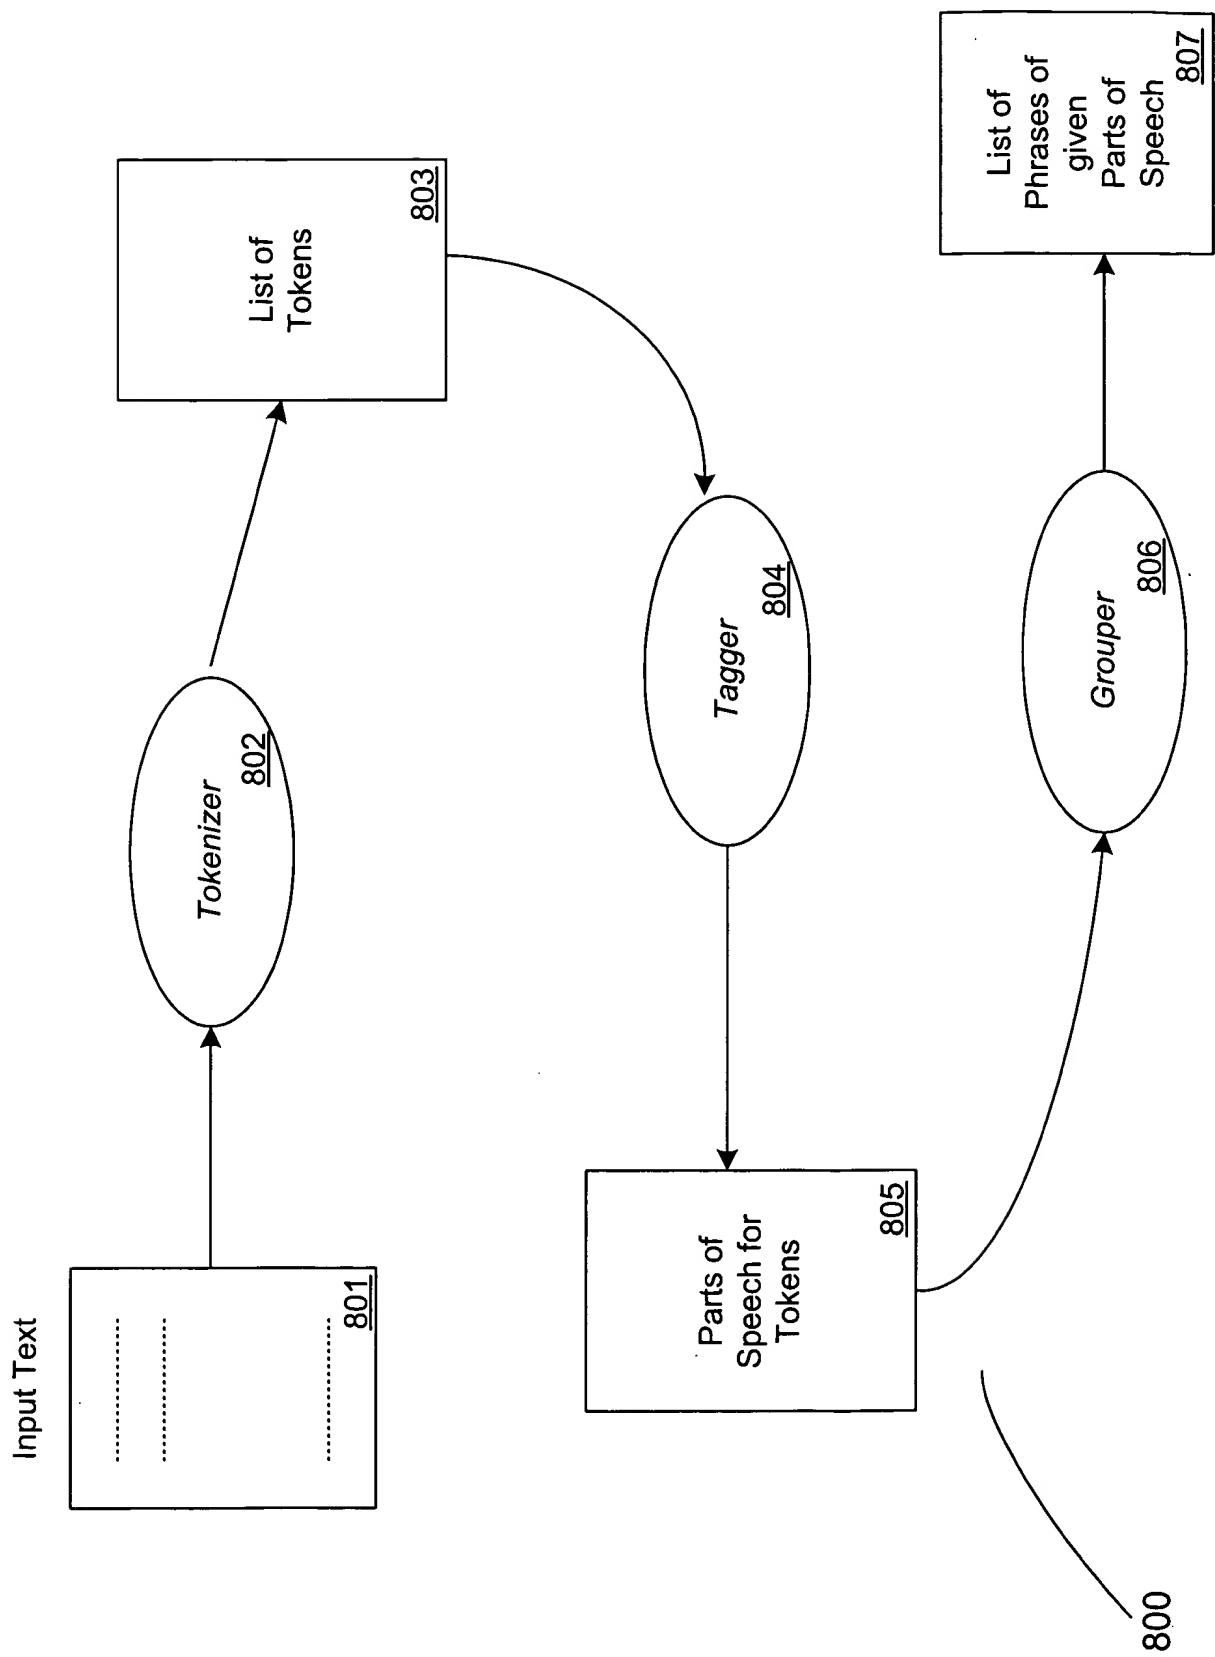 Input Text
801
Tokenizer
802
List of
Tokens
803
Tagger
804
Parts of
Speech for
Tokens
805
Grouper
806
List of
Phrases of
given
Parts of
Speech
807
800